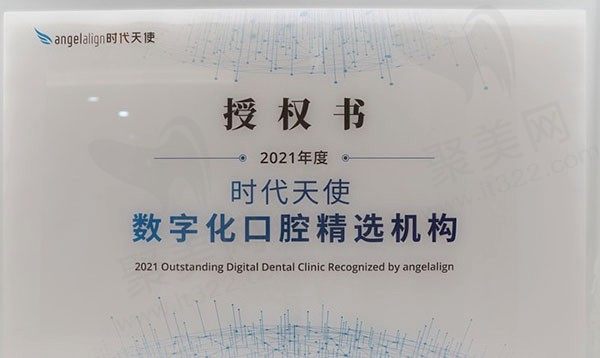 angelalign时代天使
授权书
2021年度
时代天使
数字化口腔精选机构
2021 Outstanding Digital Dental Clinic Recognized by angelalign
聚美网
www.lt322.com